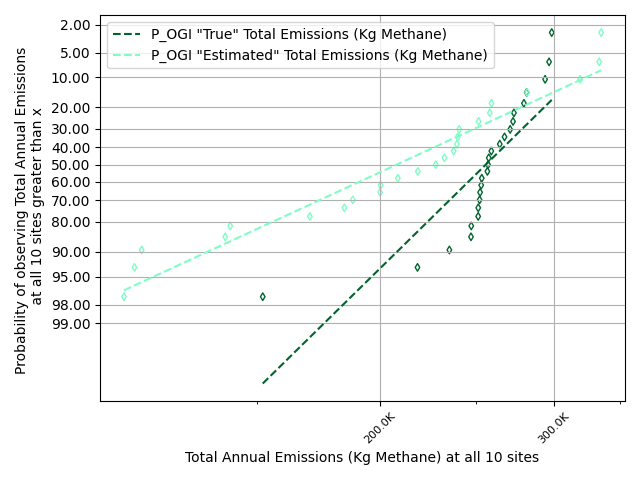 P_OGI "True" Total Emissions (Kg Methane)
P_OGI "Estimated" Total Emissions (Kg Methane)
Probability of observing Total Annual Emissions
at all 10 sites greater than x
2.00
5.00
10.00
20.00
30.00
40.00
50.00
60.00
70.00
80.00
90.00
95.00
98.00
99.00
200.0K
300.0K
Total Annual Emissions (Kg Methane) at all 10 sites